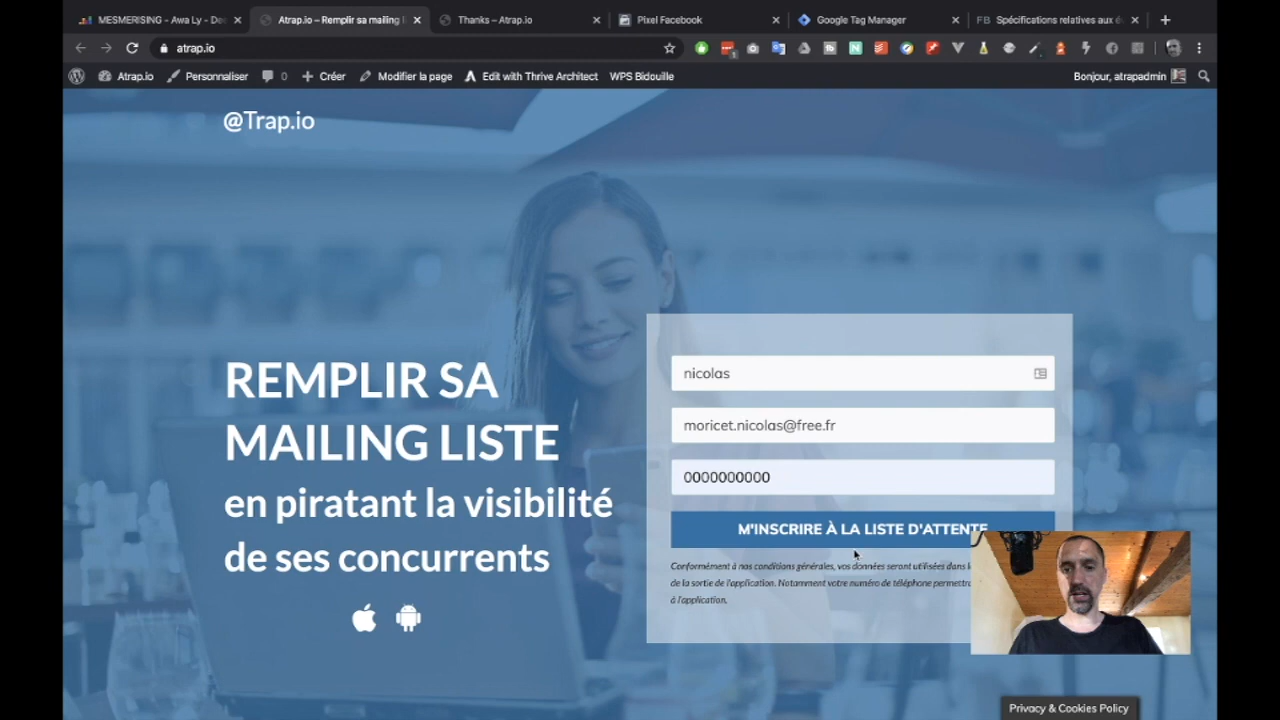 MESMERISING - Awa Ly - De
Atrap.io – Remplir sa mailing l
Thanks – Atrap.io
Pixel Facebook
Google Tag Manager
FB Spécifications relatives aux é
atrap.io
Atrap.io
Personnaliser
0
Créer
Modifier la page
Edit with Thrive Architect
WPS Bidouille
Bonjour, atrapadmin
@Trap.io
REMPLIR SA
MAILING LISTE
en piratant la visibilité
de ses concurrents
nicolas
moricet.nicolas@free.fr
0000000000
M'INSCRIRE À LA LISTE D'ATTENTE
Conformément à nos conditions générales, vos données seront utilisées dans l
de la sortie de l'application. Notamment votre numéro de téléphone permettra
à l'application.
Privacy & Cookies Policy